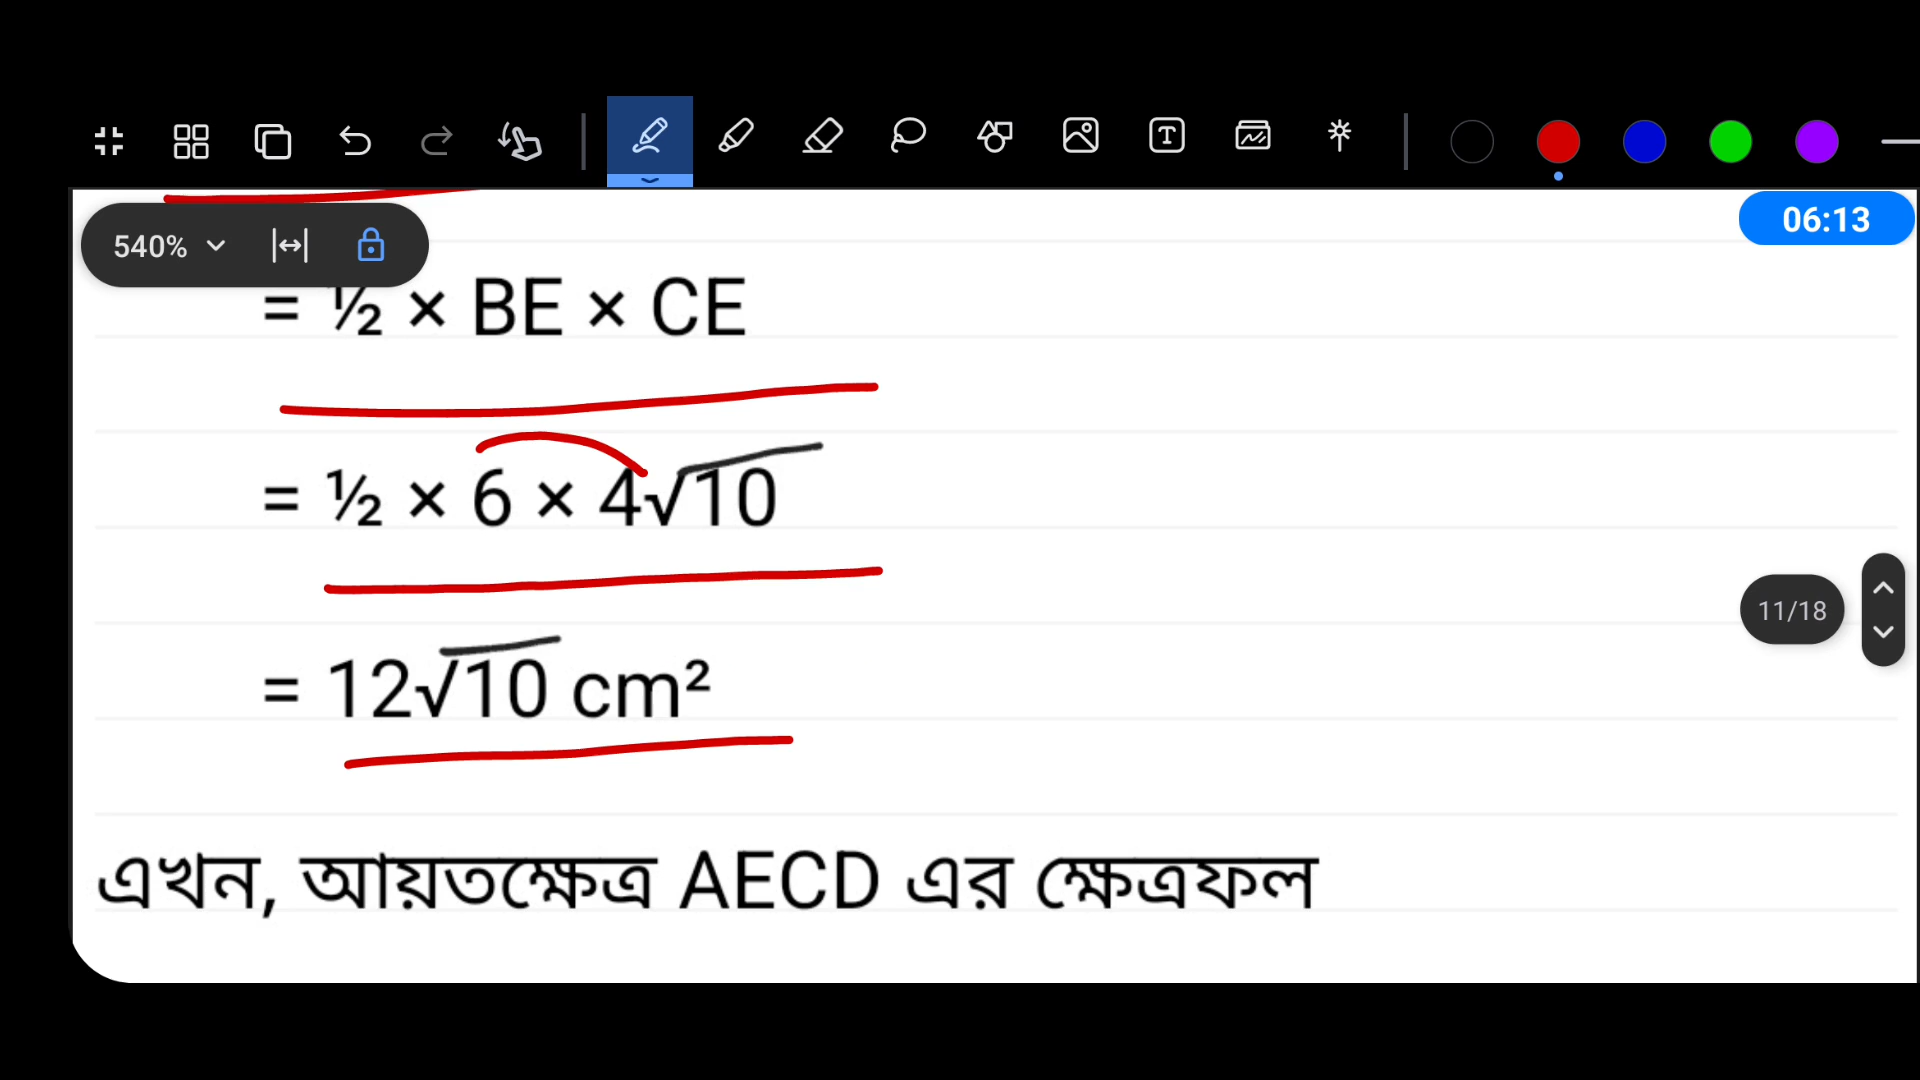 06:13
540%
= ½ × BE × CE
= ½ × 6 × 4√10
11/18
= 12√10 cm²
এখন, আয়তক্ষেত্র AECD এর ক্ষেত্রফল